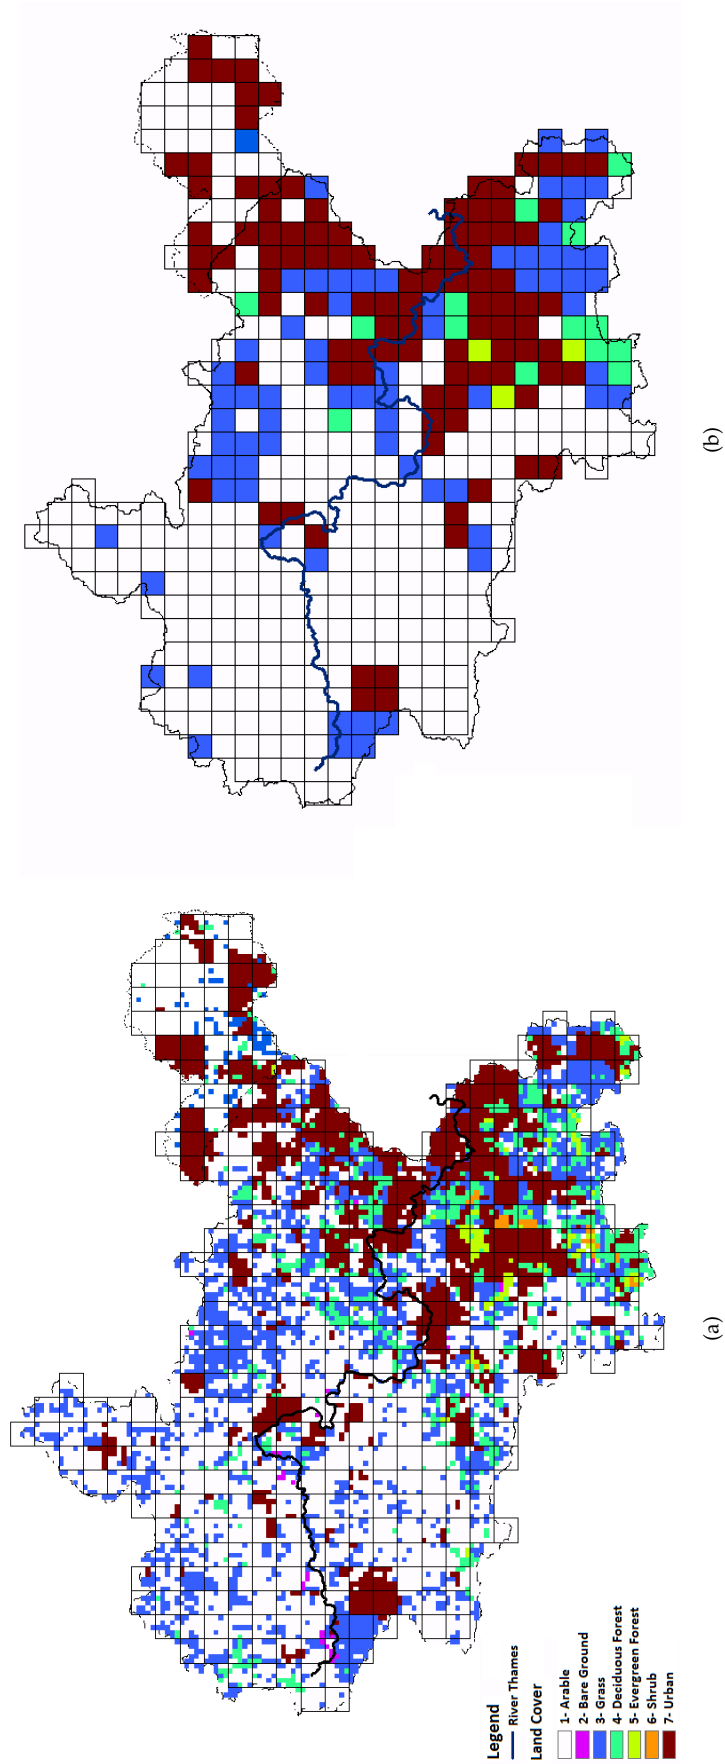 (b)
(a)
Legend
River Thames
Land Cover
1- Arable
2- Bare Ground
3- Grass
4- Deciduous Forest
5- Evergreen Forest
6- Shrub
7- Urban